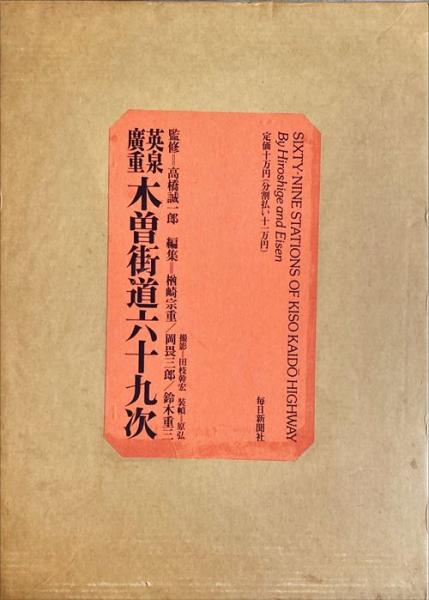 SIXTY-NINE STATIONS OF KISO KAIDŌ HIGHWAY
By Hiroshige and Eisen
定価十万円(分割払い十一万円)
毎日新聞社
監修=高橋誠一郎 編集=楢崎宗重/岡畏三郎/鈴木重三
撮影=田枝幹宏 装幀=原弘
英泉
廣重
木曽街道六十九次